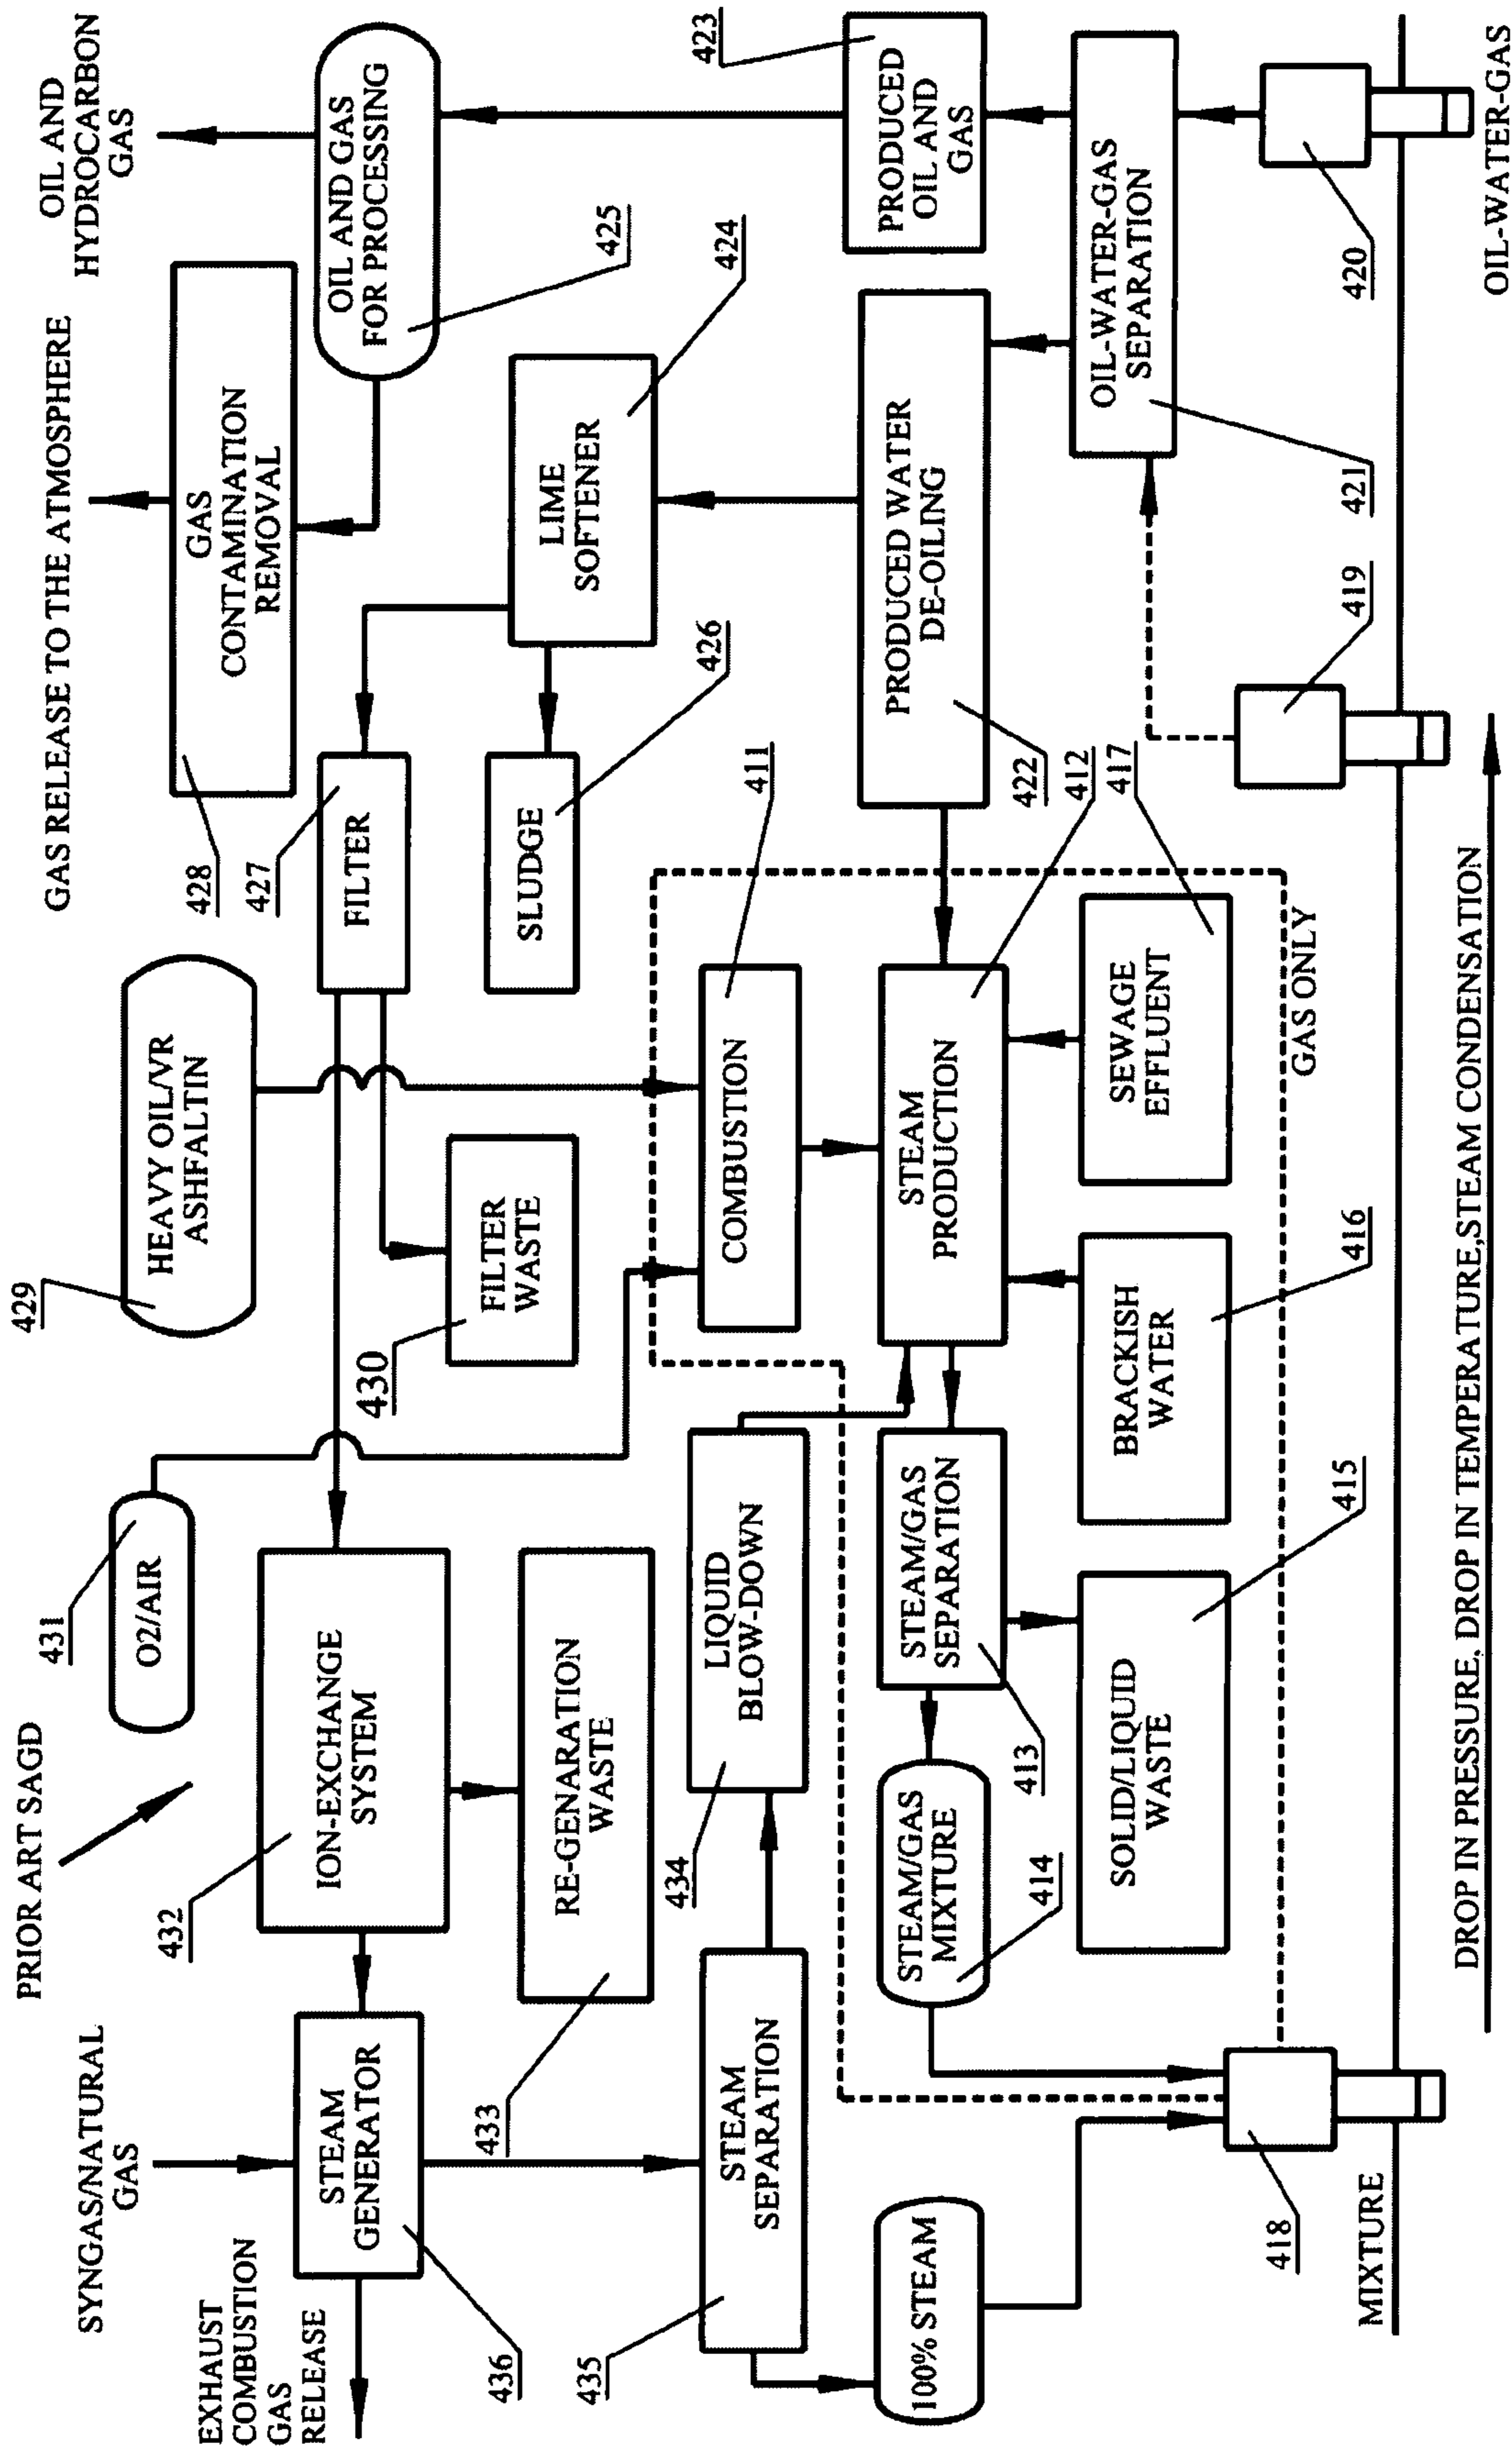 SYNGAS/NATURAL
GAS
EXHAUST
COMBUSTION
GAS
RELEASE
PRIOR ART SAGD
431
O2/AIR
429
HEAVY OIL/VR
ASHFALTIN
GAS RELEASE TO THE ATMOSPHERE
OIL AND
HYDROCARBON
GAS
436
STEAM
GENERATOR
432
ION-EXCHANGE
SYSTEM
427
FILTER
428
GAS
CONTAMINATION
REMOVAL
OIL AND GAS
FOR PROCESSING
425
433
RE-GENARATION
WASTE
430
FILTER
WASTE
SLUDGE
426
LIME
SOFTENER
424
435
STEAM
SEPARATION
434
LIQUID
BLOW-DOWN
COMBUSTION
411
100% STEAM
STEAM/GAS
MIXTURE
414
STEAM/GAS
SEPARATION
413
STEAM
PRODUCTION
412
PRODUCED WATER
DE-OILING
422
PRODUCED
OIL AND
GAS
423
SOLID/LIQUID
WASTE
415
BRACKISH
WATER
416
SEWAGE
EFFLUENT
417
OIL-WATER-GAS
SEPARATION
421
GAS ONLY
418
419
420
MIXTURE
DROP IN PRESSURE, DROP IN TEMPERATURE,STEAM CONDENSATION
OIL-WATER-GAS